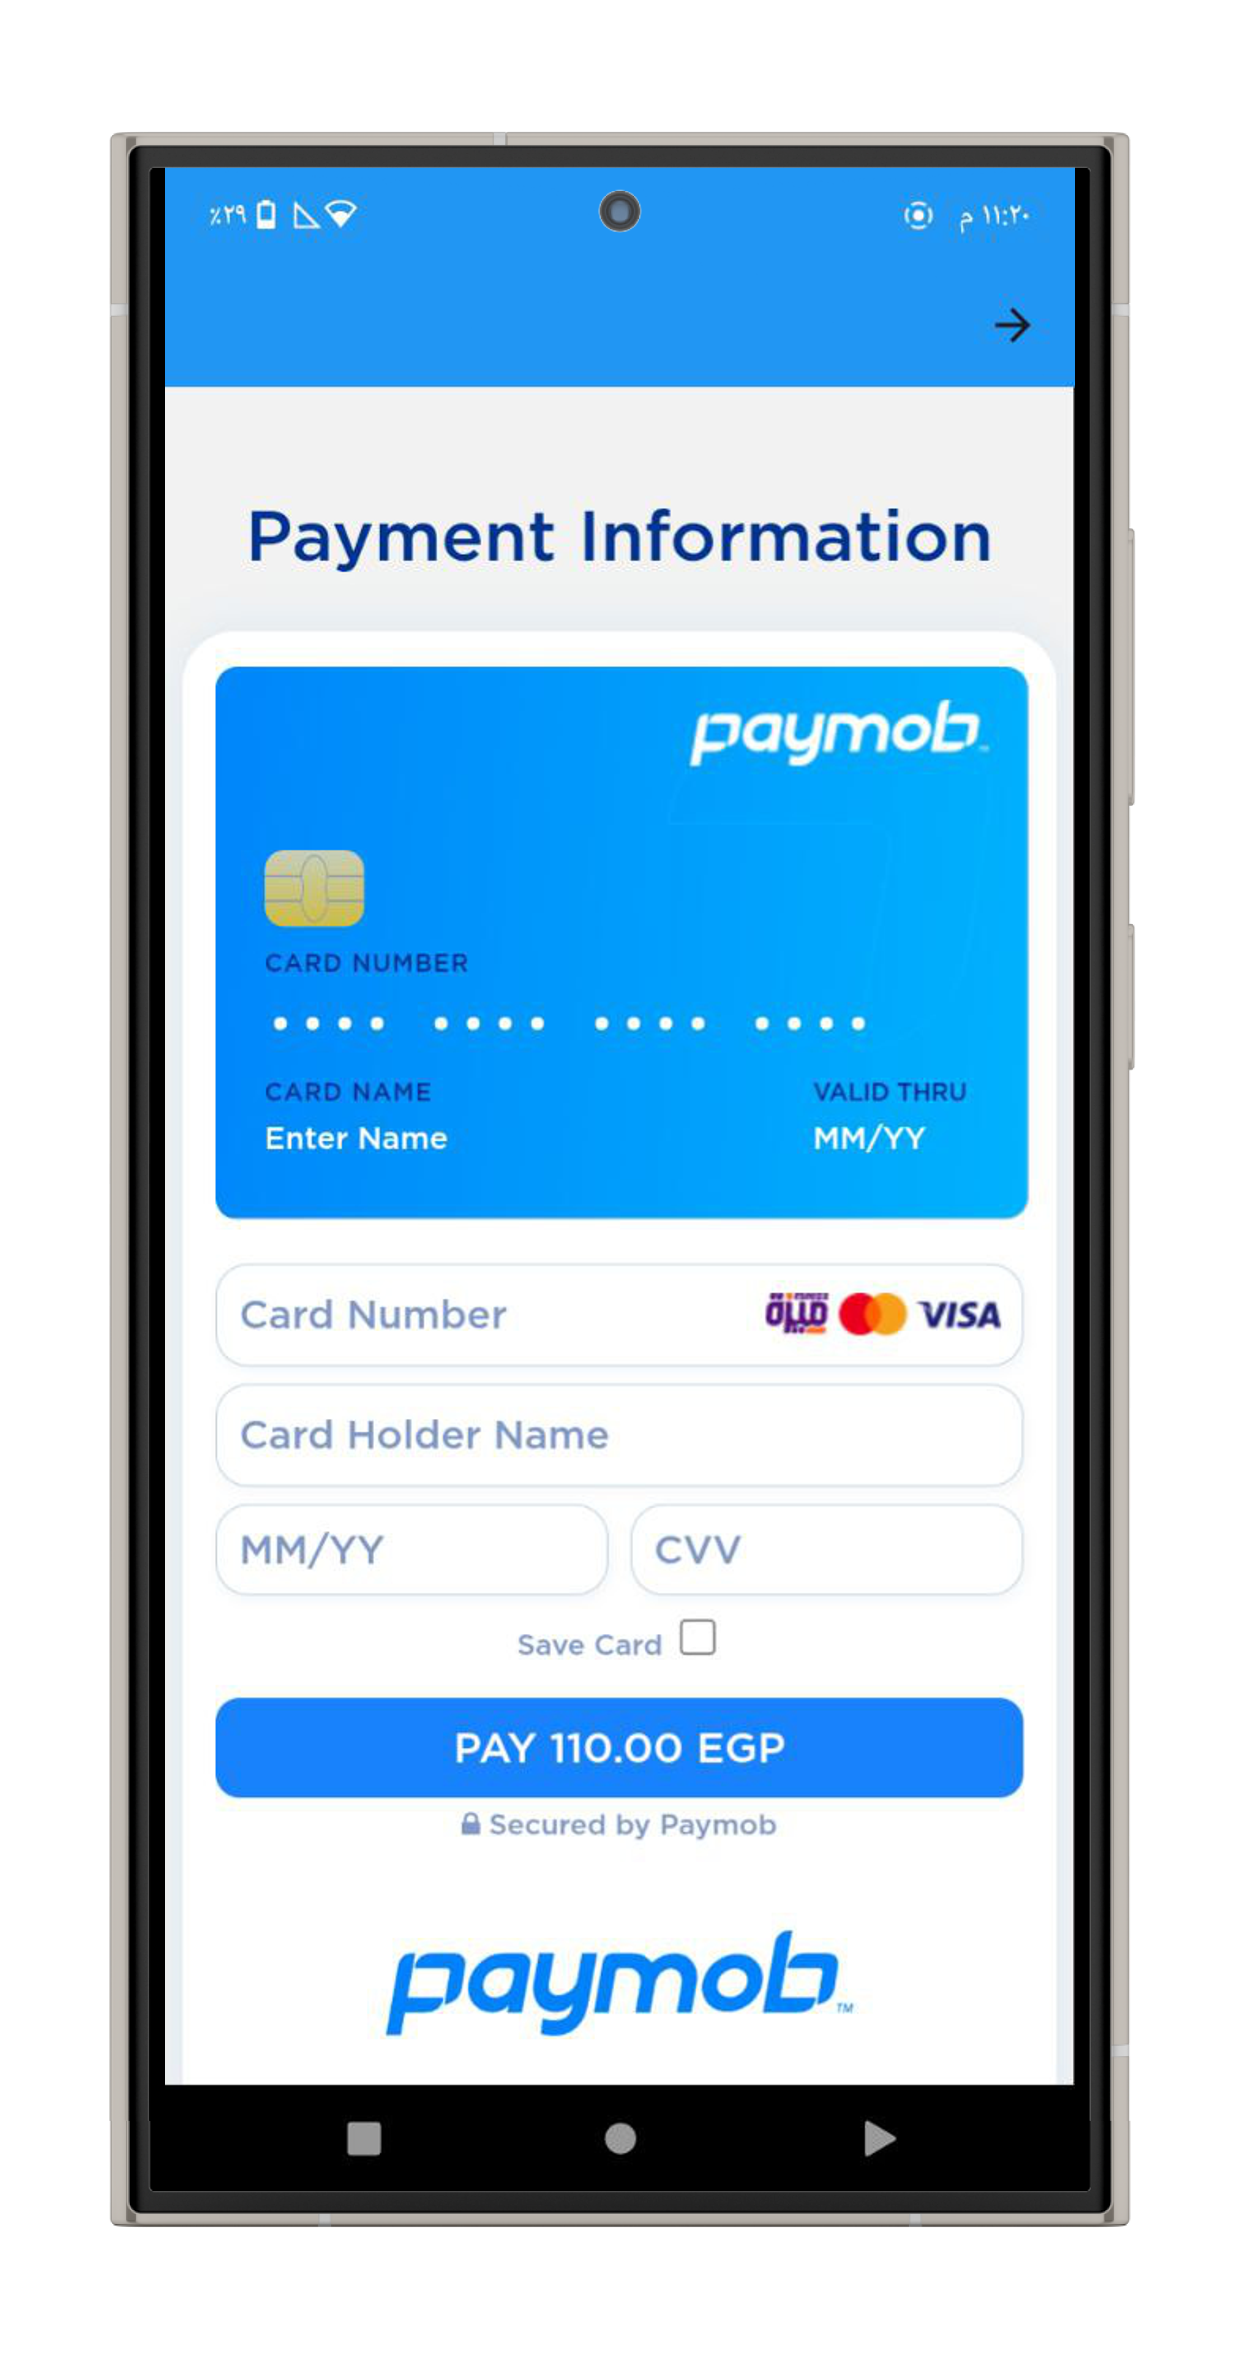 ١١:٢٠ م
٪٢٩
Payment Information
paymob
CARD NUMBER
CARD NAME
VALID THRU
Enter Name
MM/YY
Card Number
ميزة
VISA
Card Holder Name
MM/YY
CVV
Save Card
PAY 110.00 EGP
Secured by Paymob
paymob™